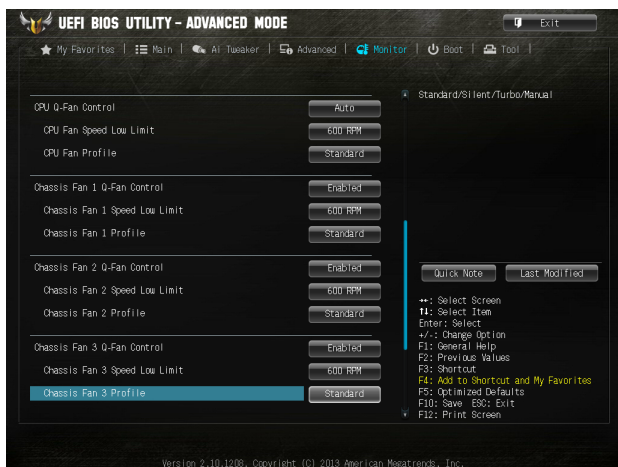 UEFI BIOS UTILITY – ADVANCED MODE
Exit
My Favorites | Main | Ai Tweaker | Advanced | Monitor | Boot | Tool |
CPU Q-Fan Control Auto
CPU Fan Speed Low Limit 600 RPM
CPU Fan Profile Standard
Chassis Fan 1 Q-Fan Control Enabled
Chassis Fan 1 Speed Low Limit 600 RPM
Chassis Fan 1 Profile Standard
Chassis Fan 2 Q-Fan Control Enabled
Chassis Fan 2 Speed Low Limit 600 RPM
Chassis Fan 2 Profile Standard
Chassis Fan 3 Q-Fan Control Enabled
Chassis Fan 3 Speed Low Limit 600 RPM
Chassis Fan 3 Profile Standard
Standard/Silent/Turbo/Manual
Quick Note Last Modified
→←: Select Screen
↑↓: Select Item
Enter: Select
+/-: Change Option
F1: General Help
F2: Previous Values
F3: Shortcut
F4: Add to Shortcut and My Favorites
F5: Optimized Defaults
F10: Save ESC: Exit
F12: Print Screen
Version 2.10.1208. Copyright (C) 2013 American Megatrends, Inc.